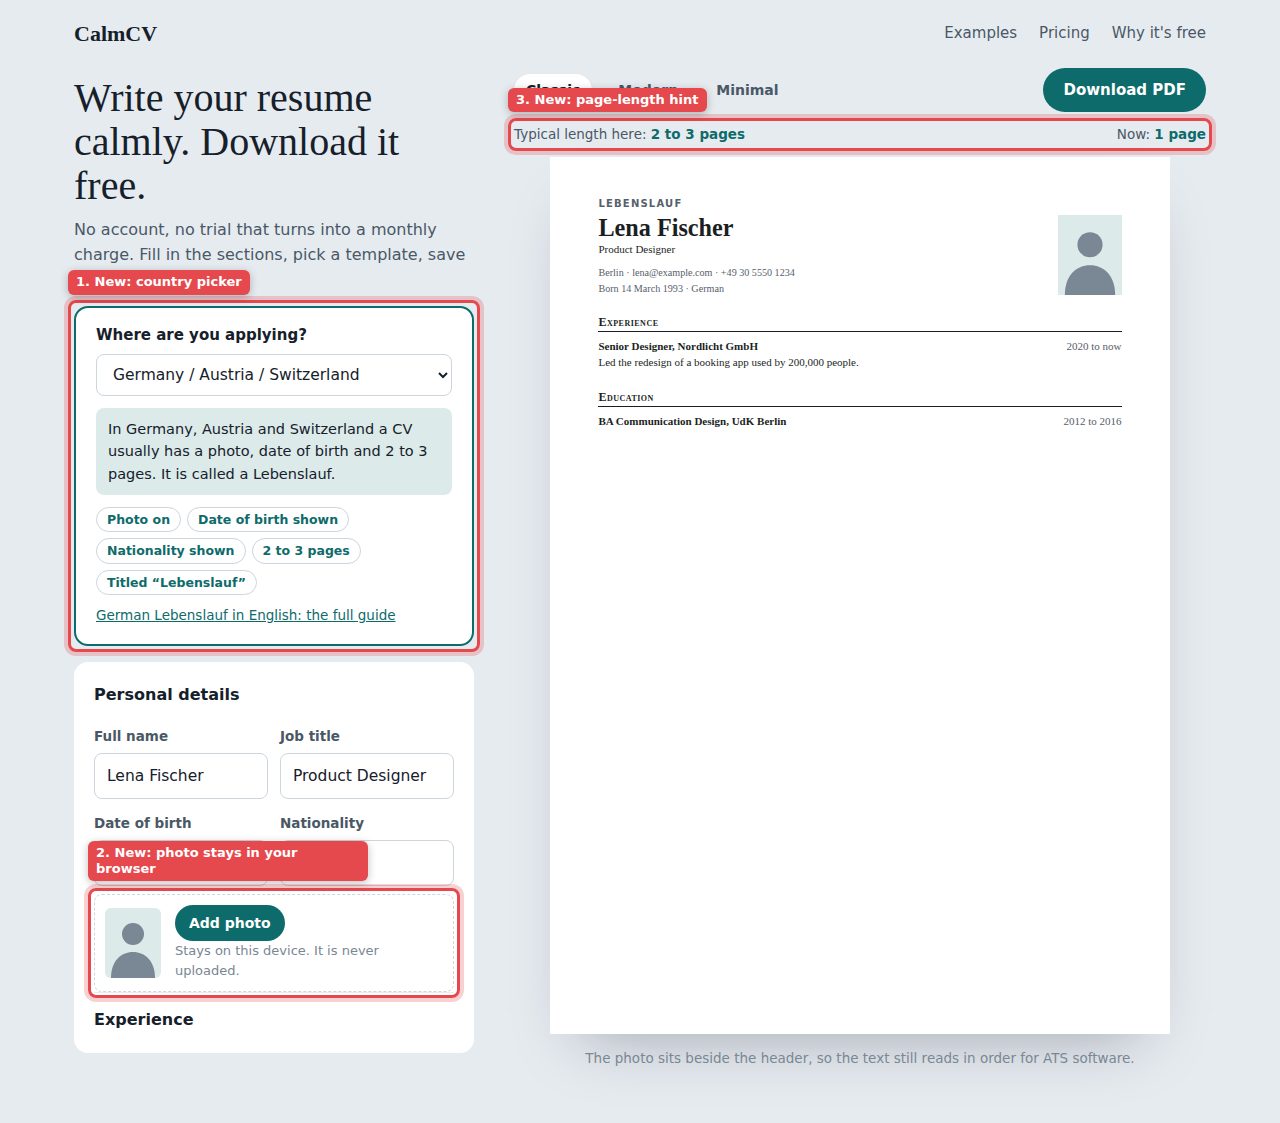 CalmCV
Examples Pricing Why it's free
Write your resume
calmly. Download it
free.
No account, no trial that turns into a monthly
charge. Fill in the sections, pick a template, save
1. New: country picker
Where are you applying?
Germany / Austria / Switzerland
In Germany, Austria and Switzerland a CV
usually has a photo, date of birth and 2 to 3
pages. It is called a Lebenslauf.
Photo on Date of birth shown
Nationality shown 2 to 3 pages
Titled “Lebenslauf”
German Lebenslauf in English: the full guide
Personal details
Full name Job title
Lena Fischer Product Designer
Date of birth Nationality
2. New: photo stays in your
browser
Add photo
Stays on this device. It is never
uploaded.
Experience
Minimal
Download PDF
3. New: page-length hint
Typical length here: 2 to 3 pages Now: 1 page
LEBENSLAUF
Lena Fischer
Product Designer
Berlin · lena@example.com · +49 30 5550 1234
Born 14 March 1993 · German
Experience
Senior Designer, Nordlicht GmbH 2020 to now
Led the redesign of a booking app used by 200,000 people.
Education
BA Communication Design, UdK Berlin 2012 to 2016
The photo sits beside the header, so the text still reads in order for ATS software.